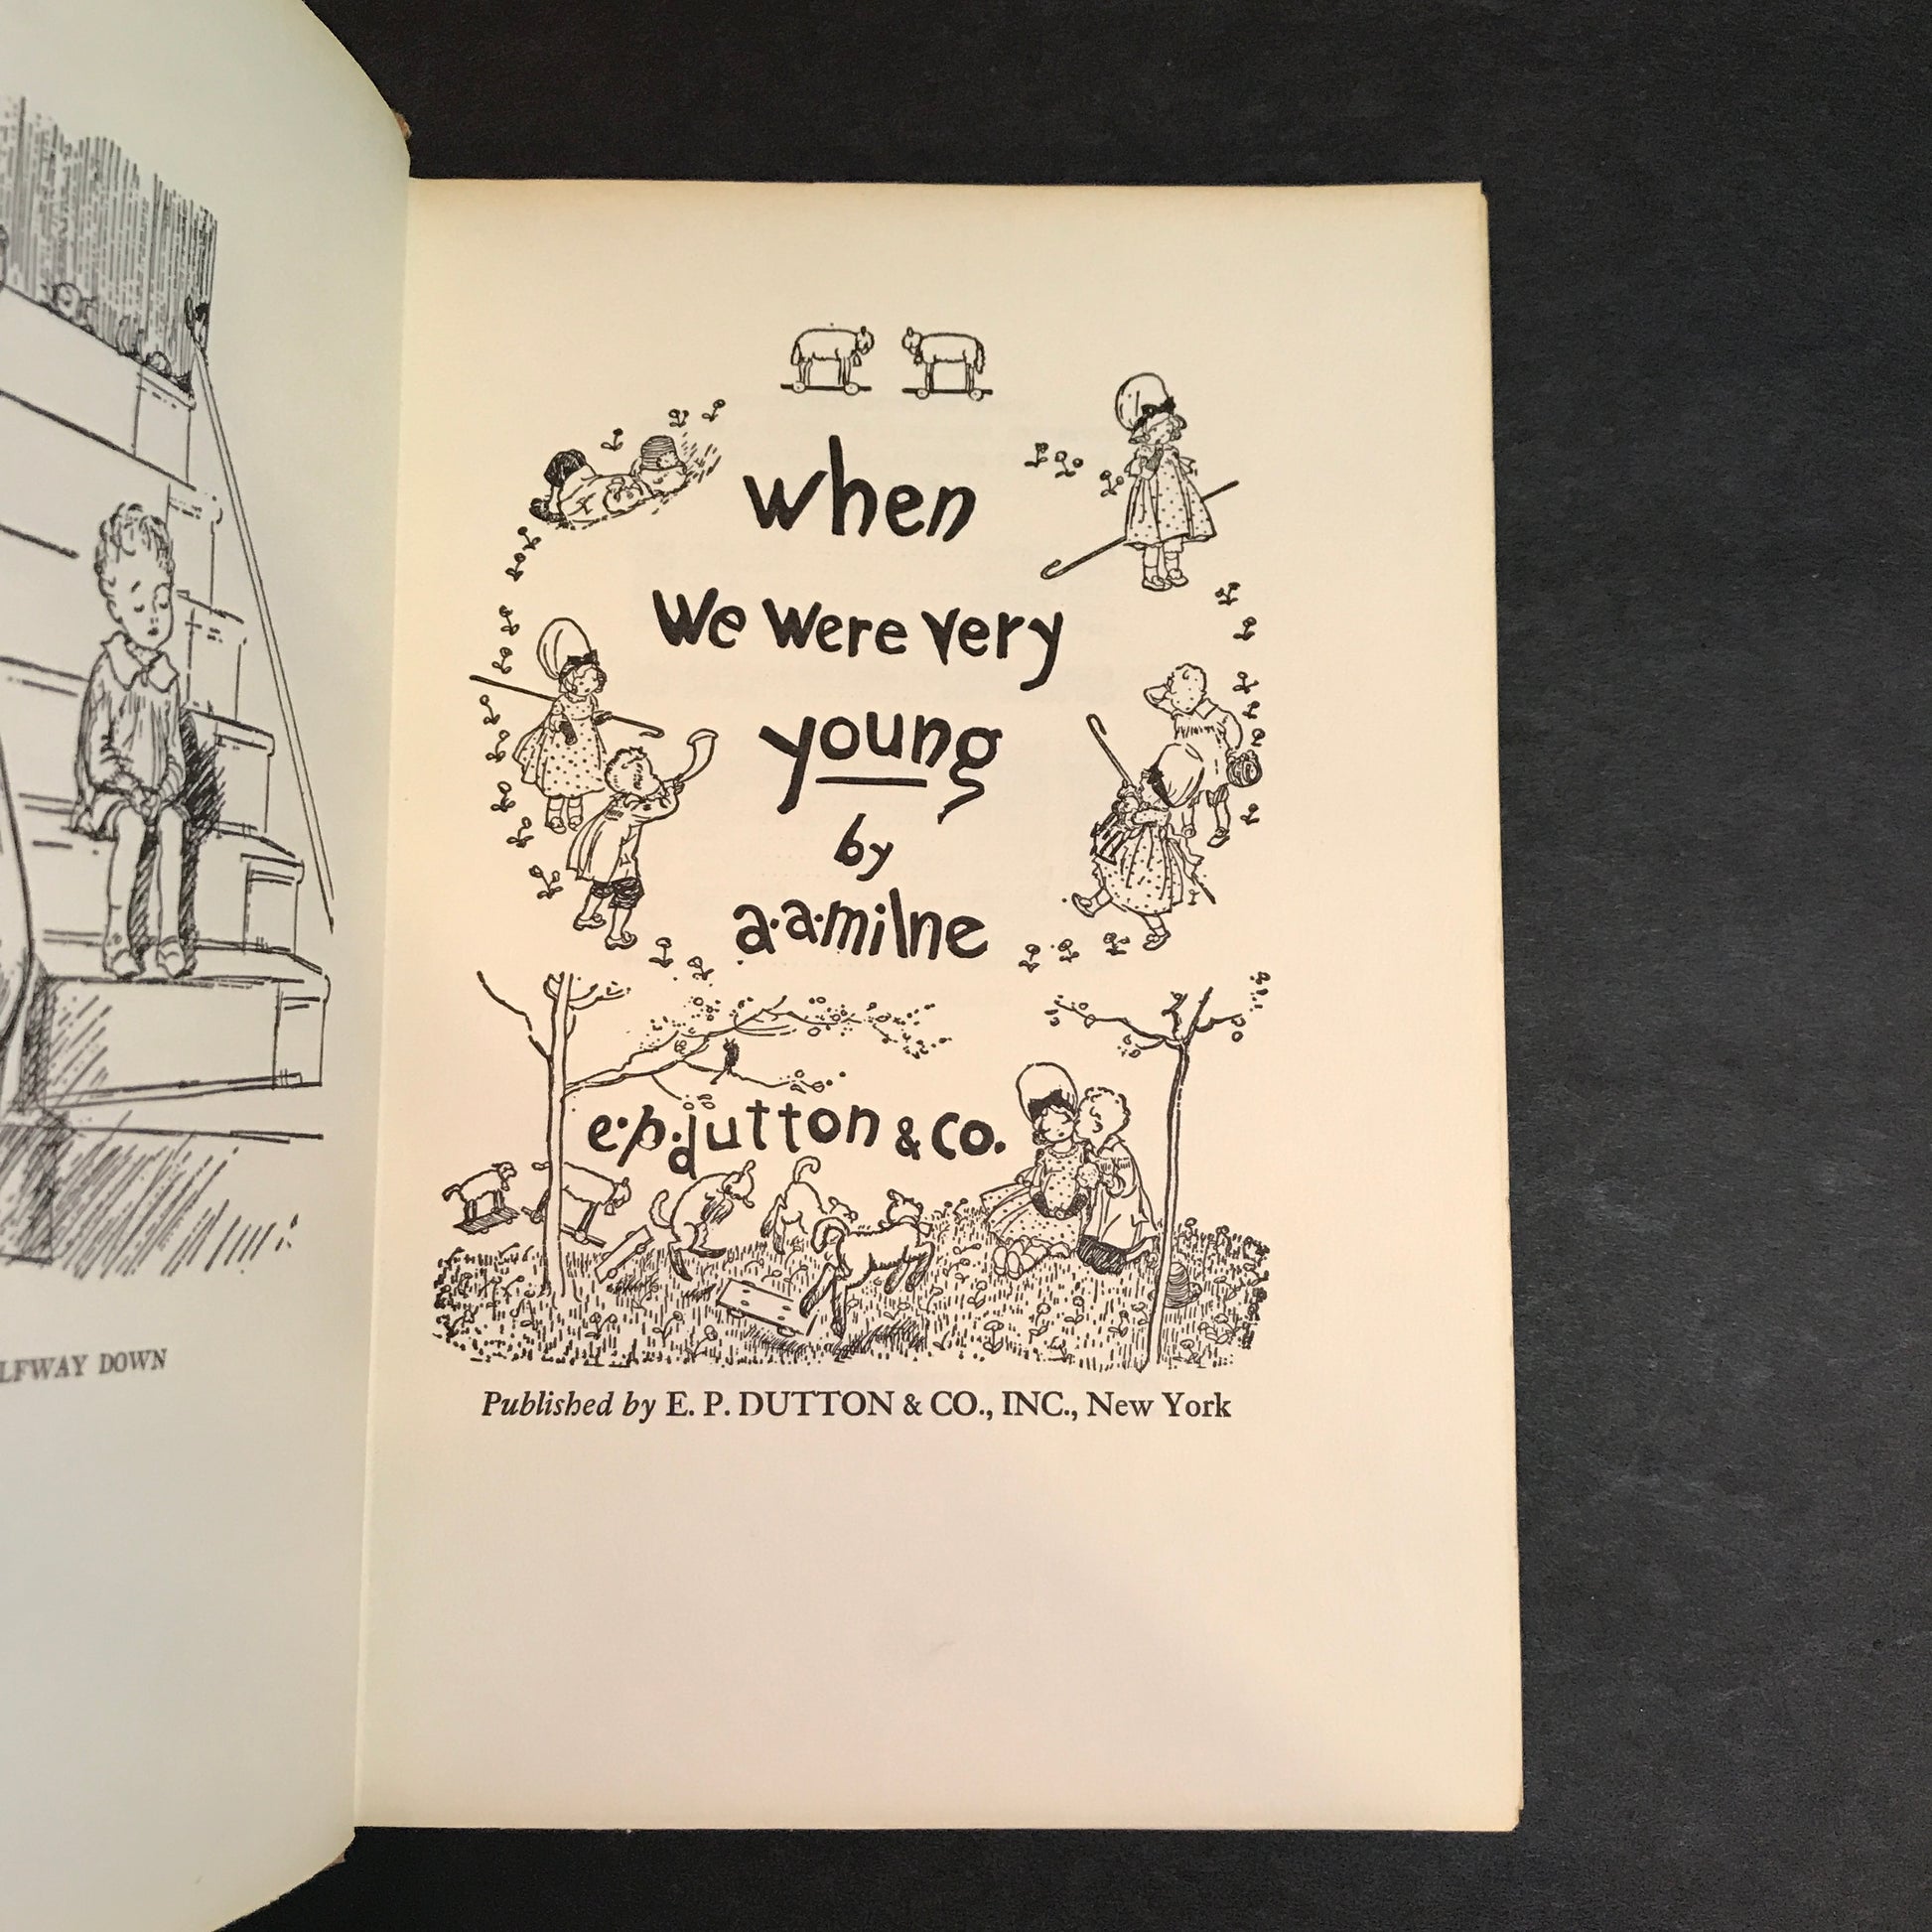 LFWAY DOWN
when
We Were Very
young
by
a.a.milne
e.p.dutton & Co.
Published by E. P. DUTTON & CO., INC., New York